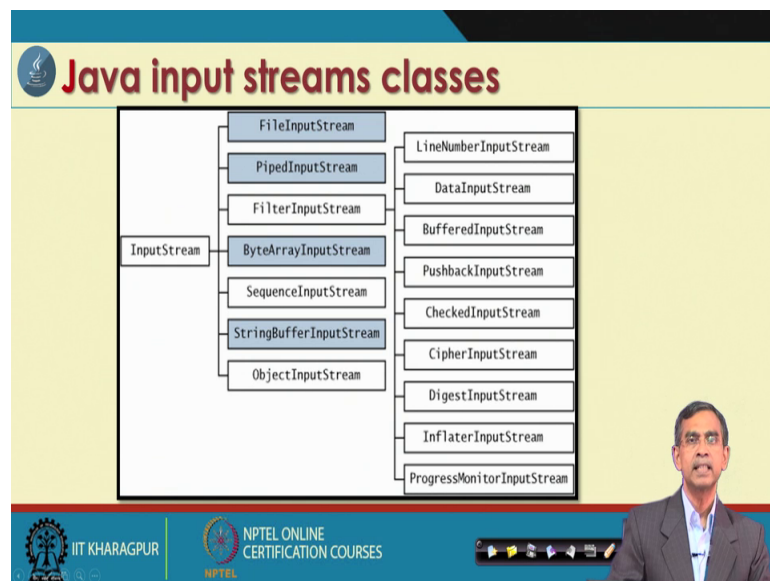 Java input streams classes
InputStream
FileInputStream
PipedInputStream
FilterInputStream
ByteArrayInputStream
SequenceInputStream
StringBufferInputStream
ObjectInputStream
LineNumberInputStream
DataInputStream
BufferedInputStream
PushbackInputStream
CheckedInputStream
CipherInputStream
DigestInputStream
InflaterInputStream
ProgressMonitorInputStream
IIT KHARAGPUR
NPTEL
NPTEL ONLINE
CERTIFICATION COURSES